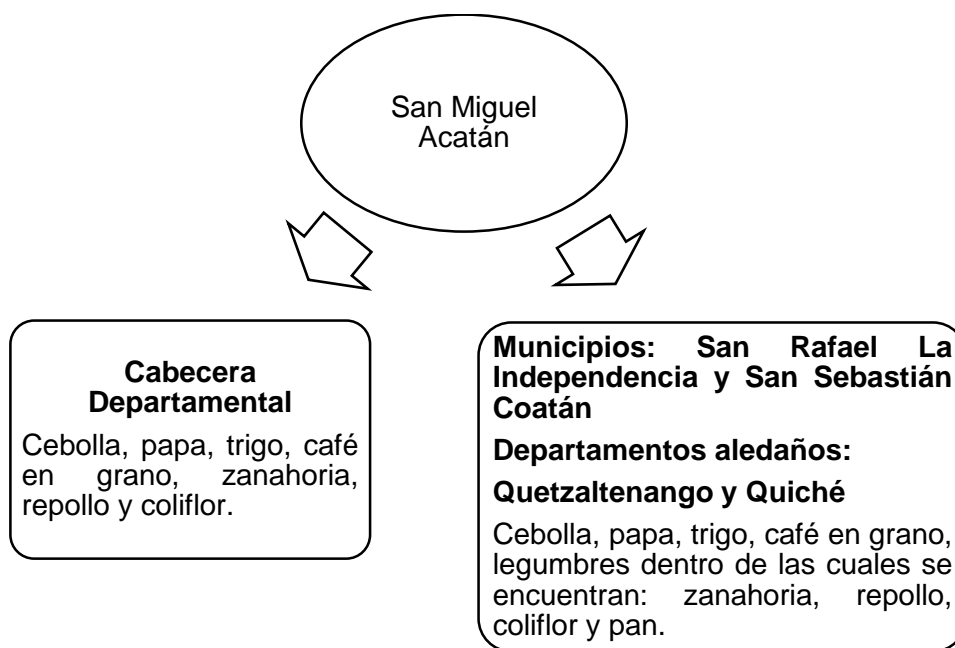 San Miguel
Acatán
Cabecera
Departamental
Cebolla, papa, trigo, café
en grano, zanahoria,
repollo y coliflor.
Municipios: San Rafael La
Independencia y San Sebastián
Coatán
Departamentos aledaños:
Quetzaltenango y Quiché
Cebolla, papa, trigo, café en grano,
legumbres dentro de las cuales se
encuentran: zanahoria, repollo,
coliflor y pan.